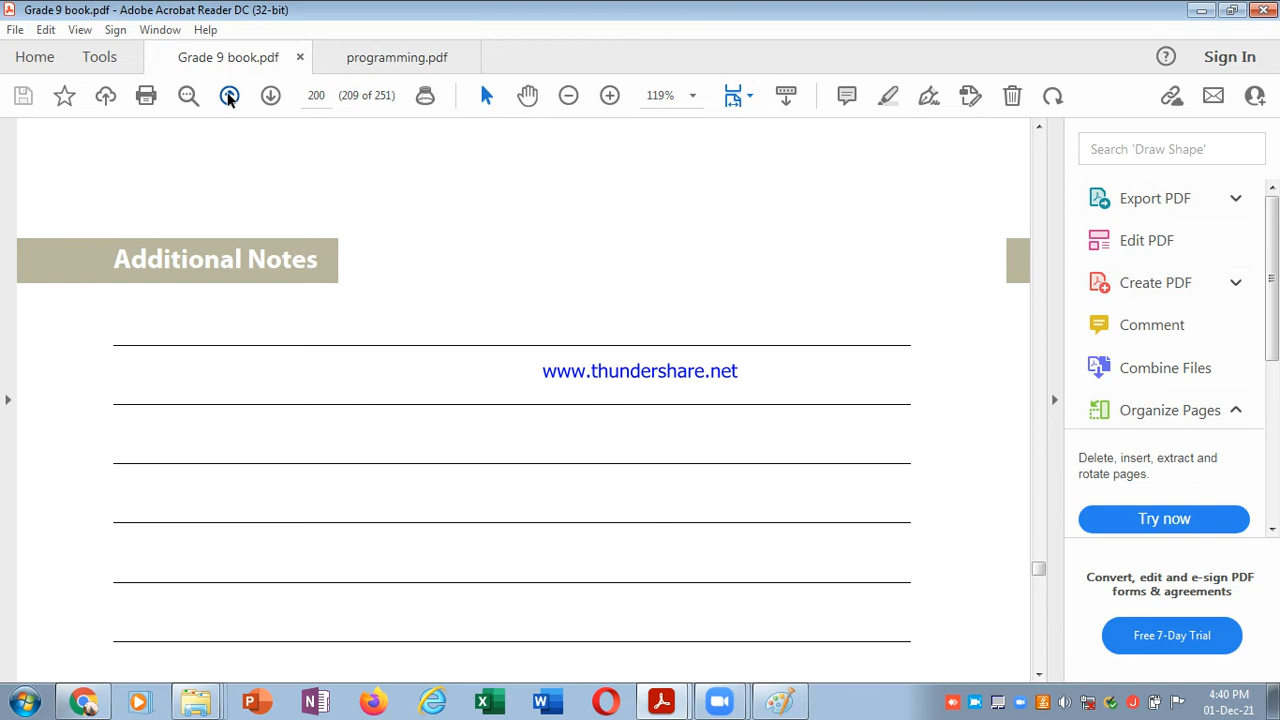 Grade 9 book.pdf - Adobe Acrobat Reader DC (32-bit)
File Edit View Sign Window Help
Home Tools Grade 9 book.pdf × programming.pdf ? Sign In
200 (209 of 251) 119%
Search 'Draw Shape'
Export PDF
Edit PDF
Create PDF
Comment
Combine Files
Organize Pages
Delete, insert, extract and
rotate pages.
Try now
Convert, edit and e-sign PDF
forms & agreements
Free 7-Day Trial
Additional Notes
www.thundershare.net
4:40 PM
01-Dec-21